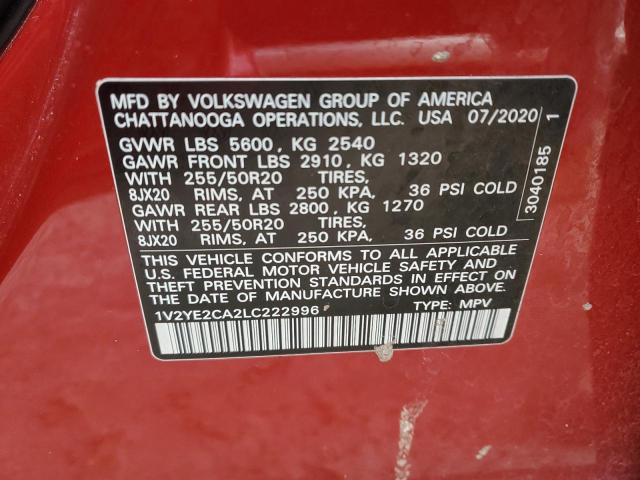 MFD BY VOLKSWAGEN GROUP OF AMERICA
CHATTANOOGA OPERATIONS, LLC. USA 07/2020
GVWR LBS 5600, KG 2540
GAWR FRONT LBS 2910, KG 1320
WITH 255/50R20 TIRES,
8JX20 RIMS, AT 250 KPA, 36 PSI COLD
GAWR REAR LBS 2800, KG 1270
WITH 255/50R20 TIRES,
8JX20 RIMS, AT 250 KPA, 36 PSI COLD
THIS VEHICLE CONFORMS TO ALL APPLICABLE
U.S. FEDERAL MOTOR VEHICLE SAFETY AND
THEFT PREVENTION STANDARDS IN EFFECT ON
THE DATE OF MANUFACTURE SHOWN ABOVE.
1V2YE2CA2LC222996 TYPE: MPV
3040185 1